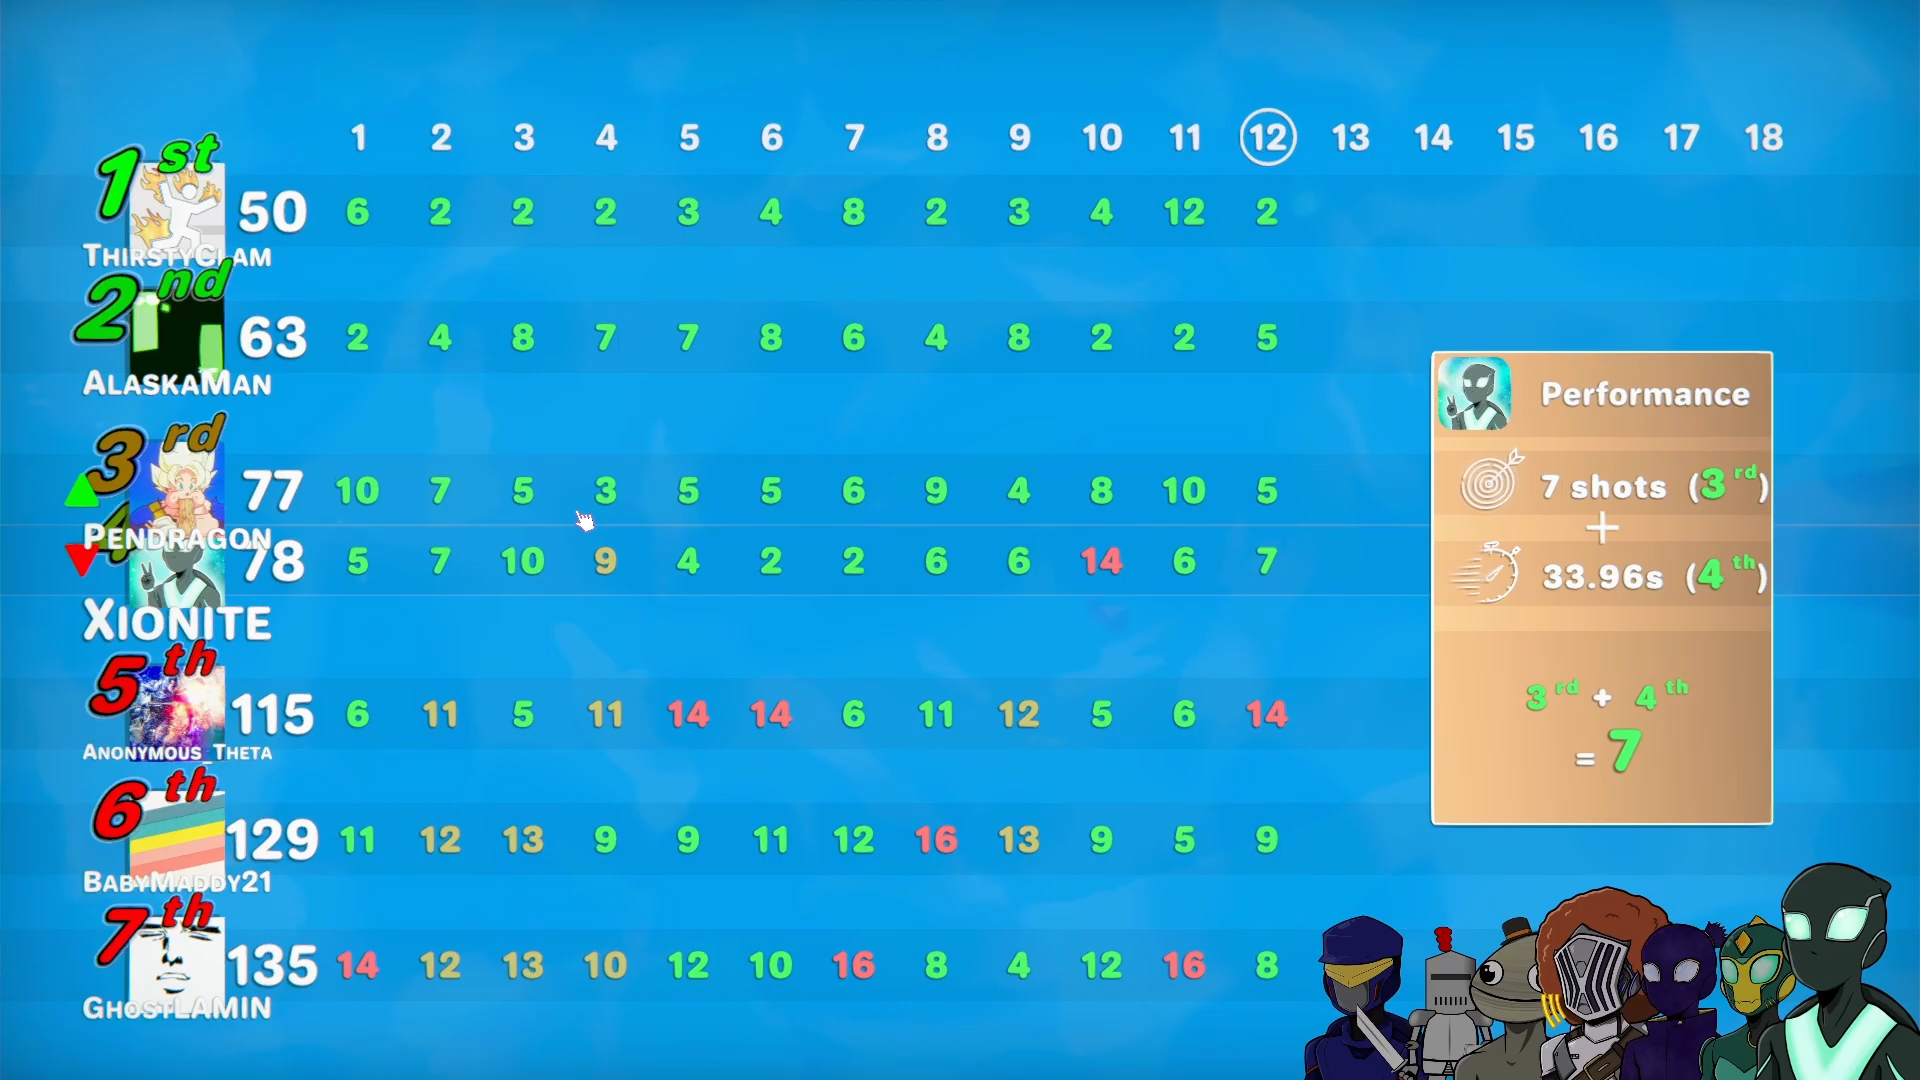 1 2 3 4 5 6 7 8 9 10 11 12 13 14 15 16 17 18
1st
50 6 2 2 2 3 4 8 2 3 4 12 2
ThirstyClam
2nd
63 2 4 8 7 7 8 6 4 8 2 2 5
AlaskaMan
3rd
77 10 7 5 3 5 5 6 9 4 8 10 5
Pendragon
4
78 5 7 10 9 4 2 2 6 6 14 6 7
Xionite
5th
115 6 11 5 11 14 14 6 11 12 5 6 14
Anonymous_Theta
6th
129 11 12 13 9 9 11 12 16 13 9 5 9
BabyMaddy21
7th
135 14 12 13 10 12 10 16 8 4 12 16 8
GhostLAMIN
Performance
7 shots (3rd)
+
33.96s (4th)
3rd + 4th
= 7